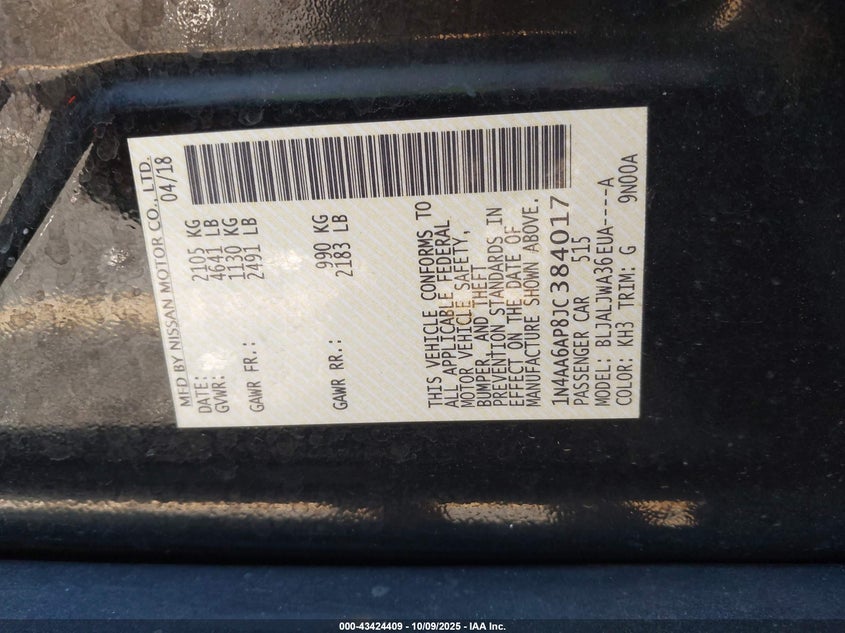 MFD BY NISSAN MOTOR CO., LTD.
DATE: 04/18
GVWR: 2105 KG
4641 LB
GAWR FR.: 1130 KG
2491 LB
GAWR RR.: 990 KG
2183 LB
THIS VEHICLE CONFORMS TO
ALL APPLICABLE FEDERAL
MOTOR VEHICLE SAFETY,
BUMPER, AND THEFT
PREVENTION STANDARDS IN
EFFECT ON THE DATE OF
MANUFACTURE SHOWN ABOVE.
1N4AA6AP8JC384017
PASSENGER CAR 515
MODEL: BLJALJWA36EUA----A
COLOR: KH3 TRIM: G 9N00A
000-43424409 - 10/09/2025 - IAA Inc.